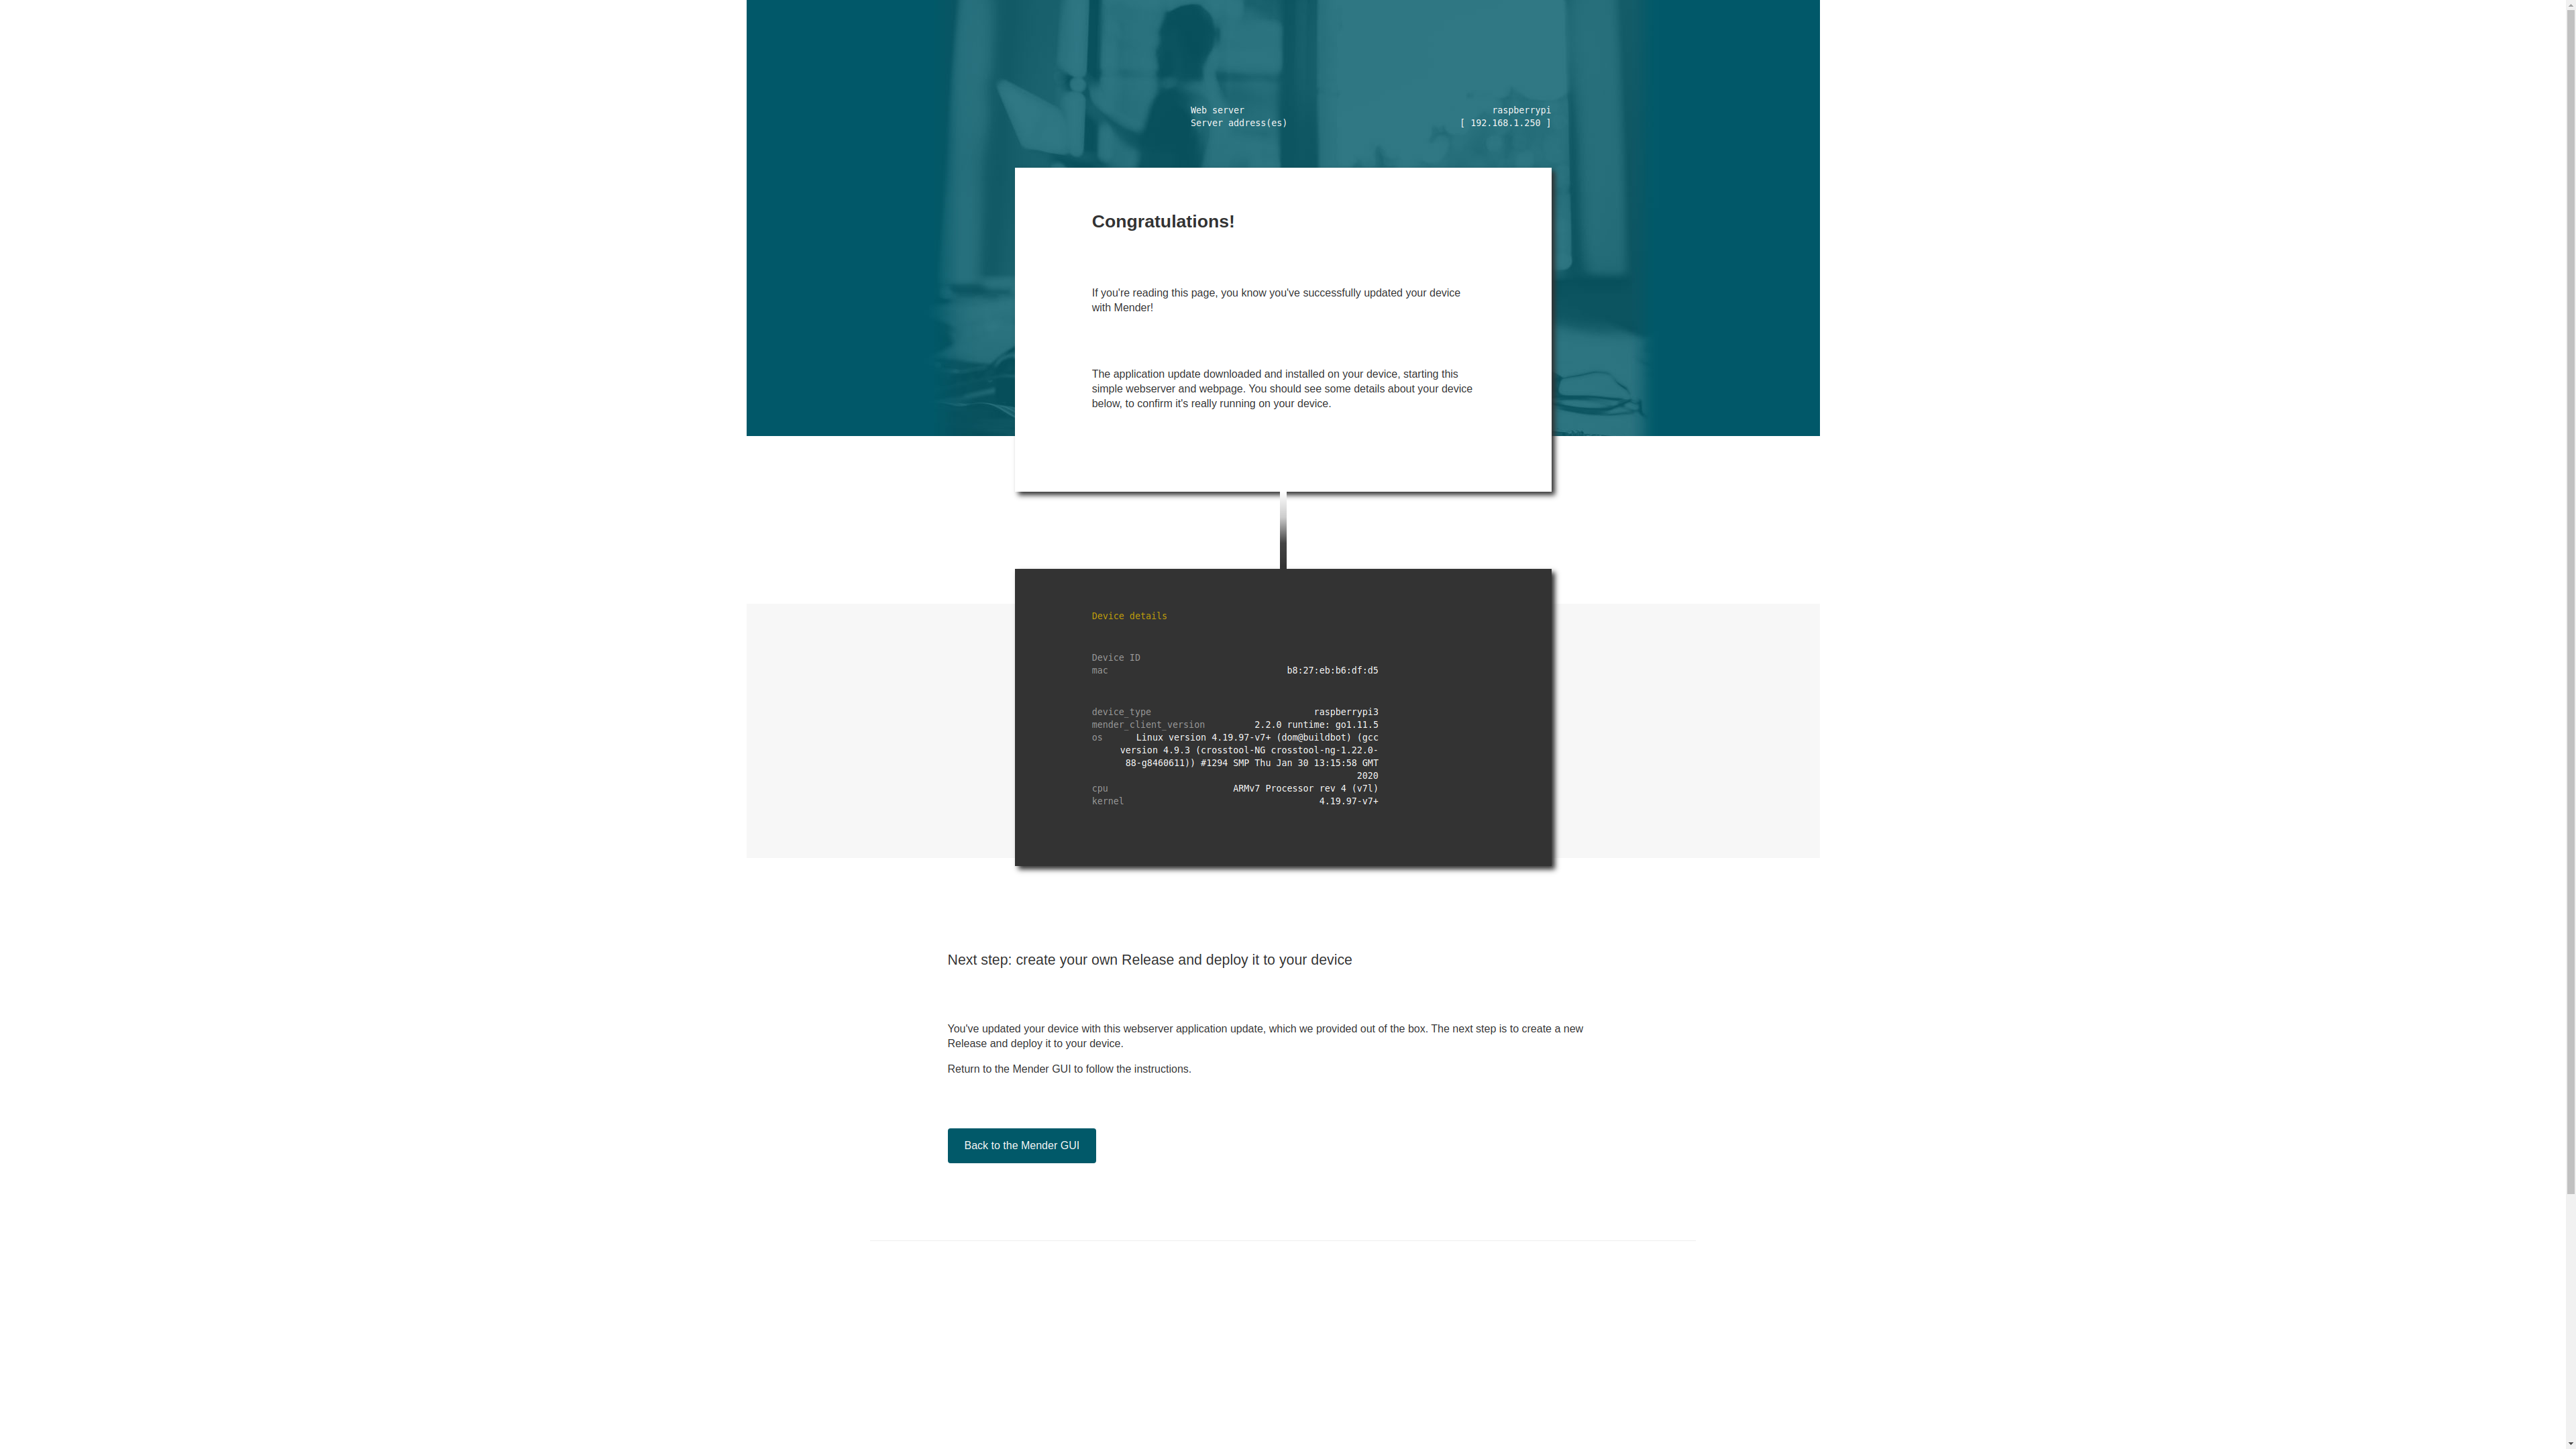 Web server raspberrypi
Server address(es) [ 192.168.1.250 ]
Congratulations!
If you're reading this page, you know you've successfully updated your device
with Mender!
The application update downloaded and installed on your device, starting this
simple webserver and webpage. You should see some details about your device
below, to confirm it's really running on your device.
Device details
Device ID
mac b8:27:eb:b6:df:d5
device_type raspberrypi3
mender_client_version 2.2.0 runtime: go1.11.5
os Linux version 4.19.97-v7+ (dom@buildbot) (gcc
version 4.9.3 (crosstool-NG crosstool-ng-1.22.0-
88-g8460611)) #1294 SMP Thu Jan 30 13:15:58 GMT
2020
cpu ARMv7 Processor rev 4 (v7l)
kernel 4.19.97-v7+
Next step: create your own Release and deploy it to your device
You've updated your device with this webserver application update, which we provided out of the box. The next step is to create a new
Release and deploy it to your device.
Return to the Mender GUI to follow the instructions.
Back to the Mender GUI